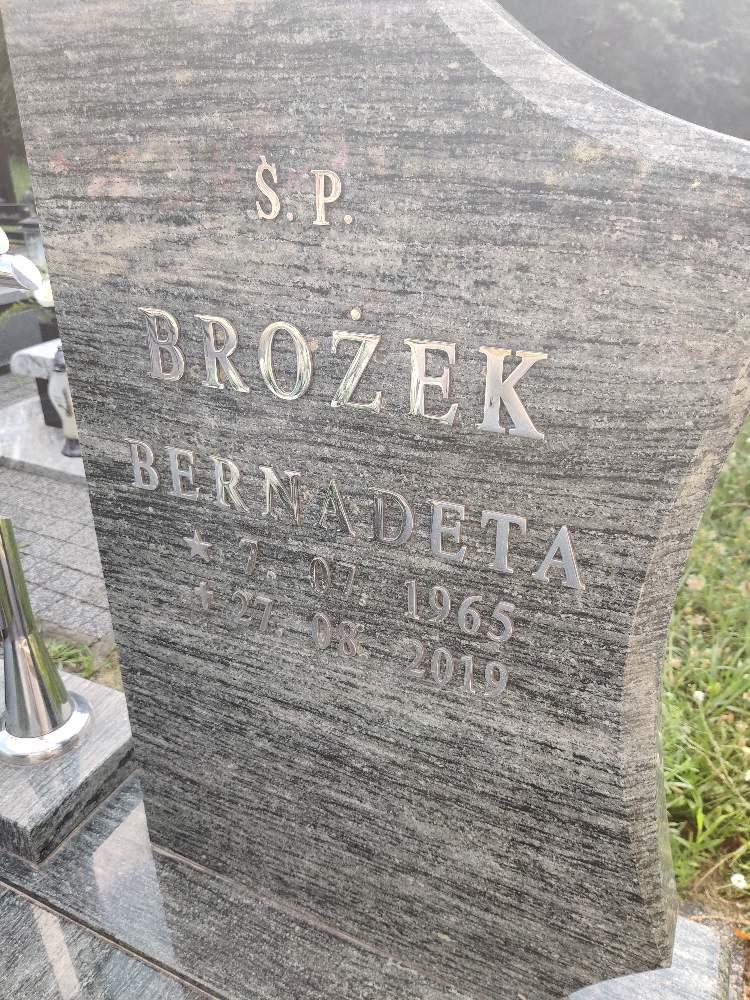 Ś.P.
BROŻEK
BERNADETA
★ 7. 07. 1965
✝ 27. 08. 2019